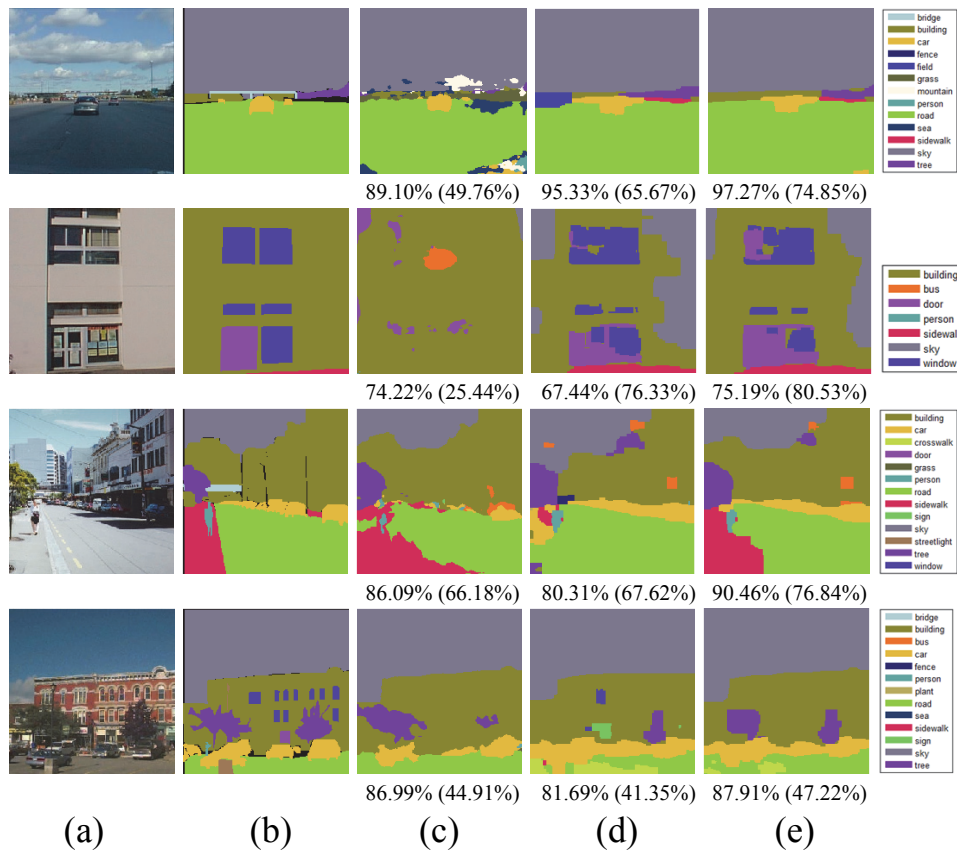 bridge
building
car
fence
field
grass
mountain
person
road
sea
sidewalk
sky
tree
89.10% (49.76%) 95.33% (65.67%) 97.27% (74.85%)
building
bus
door
person
sidewalk
sky
window
74.22% (25.44%) 67.44% (76.33%) 75.19% (80.53%)
building
car
crosswalk
door
grass
person
road
sidewalk
sign
sky
streetlight
tree
window
86.09% (66.18%) 80.31% (67.62%) 90.46% (76.84%)
bridge
building
bus
car
fence
person
plant
road
sea
sidewalk
sign
sky
tree
86.99% (44.91%) 81.69% (41.35%) 87.91% (47.22%)
(a) (b) (c) (d) (e)